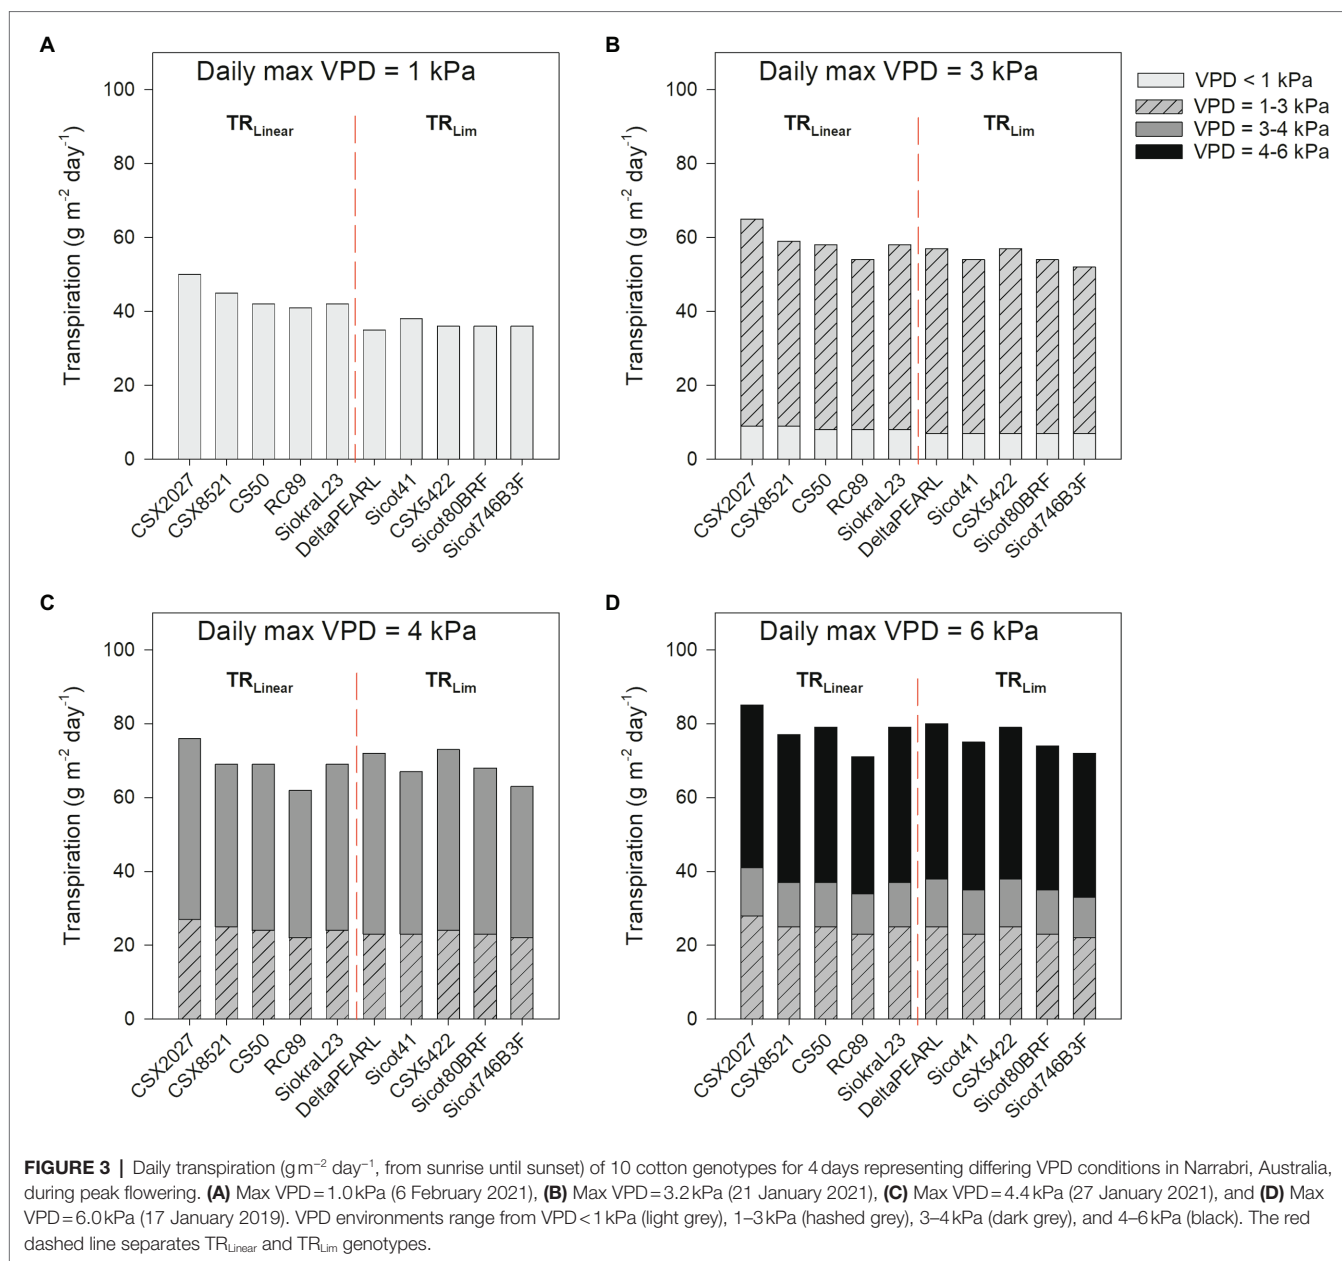 A
Daily max VPD = 1 kPa
TRLinear
TRLim
Transpiration (g m⁻² day⁻¹)
100
80
60
40
20
0
CSX2027
CSX8521
CS50
RC89
SiokraL23
DeltaPEARL
Sicot41
CSX5422
Sicot80BRF
Sicot746B3F
B
Daily max VPD = 3 kPa
TRLinear
TRLim
Transpiration (g m⁻² day⁻¹)
100
80
60
40
20
0
CSX2027
CSX8521
CS50
RC89
SiokraL23
DeltaPEARL
Sicot41
CSX5422
Sicot80BRF
Sicot746B3F
VPD < 1 kPa
VPD = 1-3 kPa
VPD = 3-4 kPa
VPD = 4-6 kPa
C
Daily max VPD = 4 kPa
TRLinear
TRLim
Transpiration (g m⁻² day⁻¹)
100
80
60
40
20
0
CSX2027
CSX8521
CS50
RC89
SiokraL23
DeltaPEARL
Sicot41
CSX5422
Sicot80BRF
Sicot746B3F
D
Daily max VPD = 6 kPa
TRLinear
TRLim
Transpiration (g m⁻² day⁻¹)
100
80
60
40
20
0
CSX2027
CSX8521
CS50
RC89
SiokraL23
DeltaPEARL
Sicot41
CSX5422
Sicot80BRF
Sicot746B3F
FIGURE 3 | Daily transpiration (g m⁻² day⁻¹, from sunrise until sunset) of 10 cotton genotypes for 4 days representing differing VPD conditions in Narrabri, Australia,
during peak flowering. (A) Max VPD = 1.0 kPa (6 February 2021), (B) Max VPD = 3.2 kPa (21 January 2021), (C) Max VPD = 4.4 kPa (27 January 2021), and (D) Max
VPD = 6.0 kPa (17 January 2019). VPD environments range from VPD < 1 kPa (light grey), 1–3 kPa (hashed grey), 3–4 kPa (dark grey), and 4–6 kPa (black). The red
dashed line separates TRLinear and TRLim genotypes.